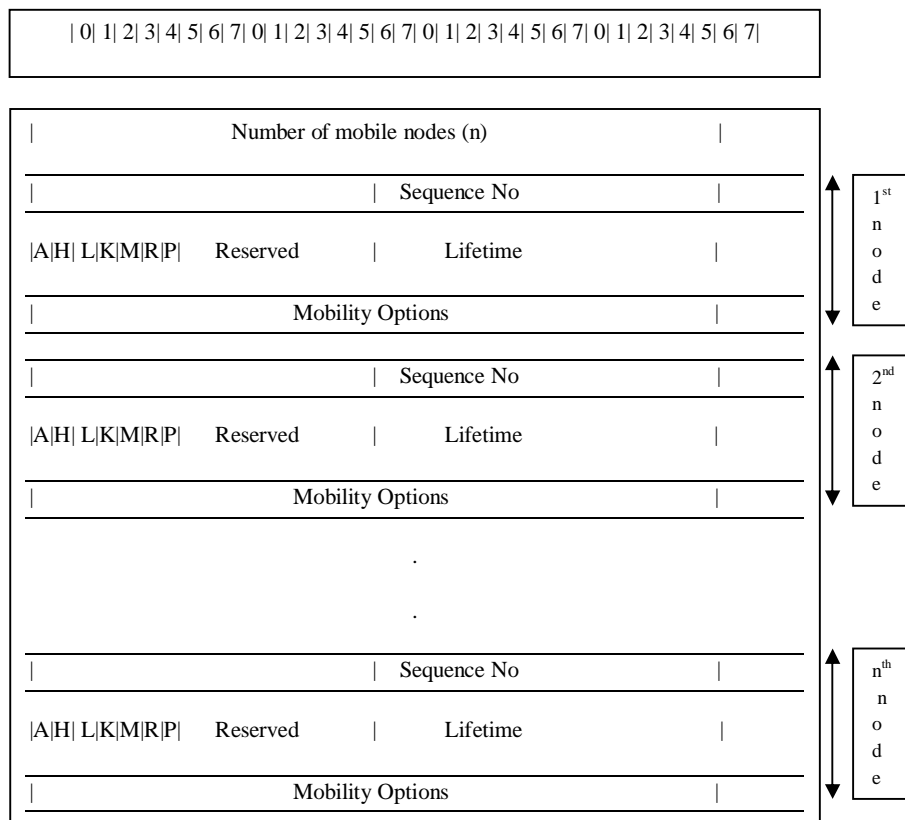 | 0| 1| 2| 3| 4| 5| 6| 7| 0| 1| 2| 3| 4| 5| 6| 7| 0| 1| 2| 3| 4| 5| 6| 7| 0| 1| 2| 3| 4| 5| 6| 7|
| Number of mobile nodes (n) |
| | Sequence No |
|A|H| L|K|M|R|P| Reserved | Lifetime |
| Mobility Options |
1st
n
o
d
e
| | Sequence No |
|A|H| L|K|M|R|P| Reserved | Lifetime |
| Mobility Options |
2nd
n
o
d
e
.
.
| | Sequence No |
|A|H| L|K|M|R|P| Reserved | Lifetime |
| Mobility Options |
nth
n
o
d
e